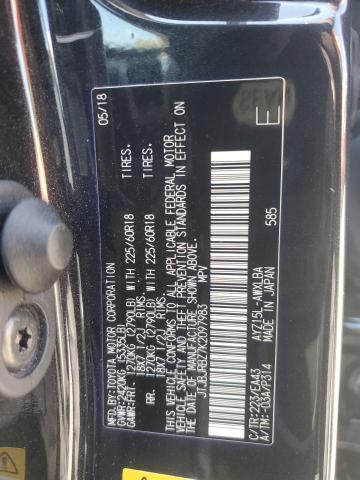 MFD.BY:TOYOTA MOTOR CORPORATION 05/18
GVWR:2420KG (5335LB)
GAWR:FRT. 1270KG (2790LB) WITH 225/60R18 TIRES.
18X7 1/2J RIMS
RR. 1270KG (2790LB) WITH 225/60R18 TIRES.
18X7 1/2J RIMS
THIS VEHICLE CONFORMS TO ALL APPLICABLE FEDERAL MOTOR
VEHICLE SAFETY AND THEFT PREVENTION STANDARDS IN EFFECT ON
THE DATE OF MANUFACTURE SHOWN ABOVE.
JTJBJRBZ7K2097983 MPV
C/TR:223/EA43 AYZ15L-AWXLBA
A/TM:-03A/P314
MADE IN JAPAN 585
E